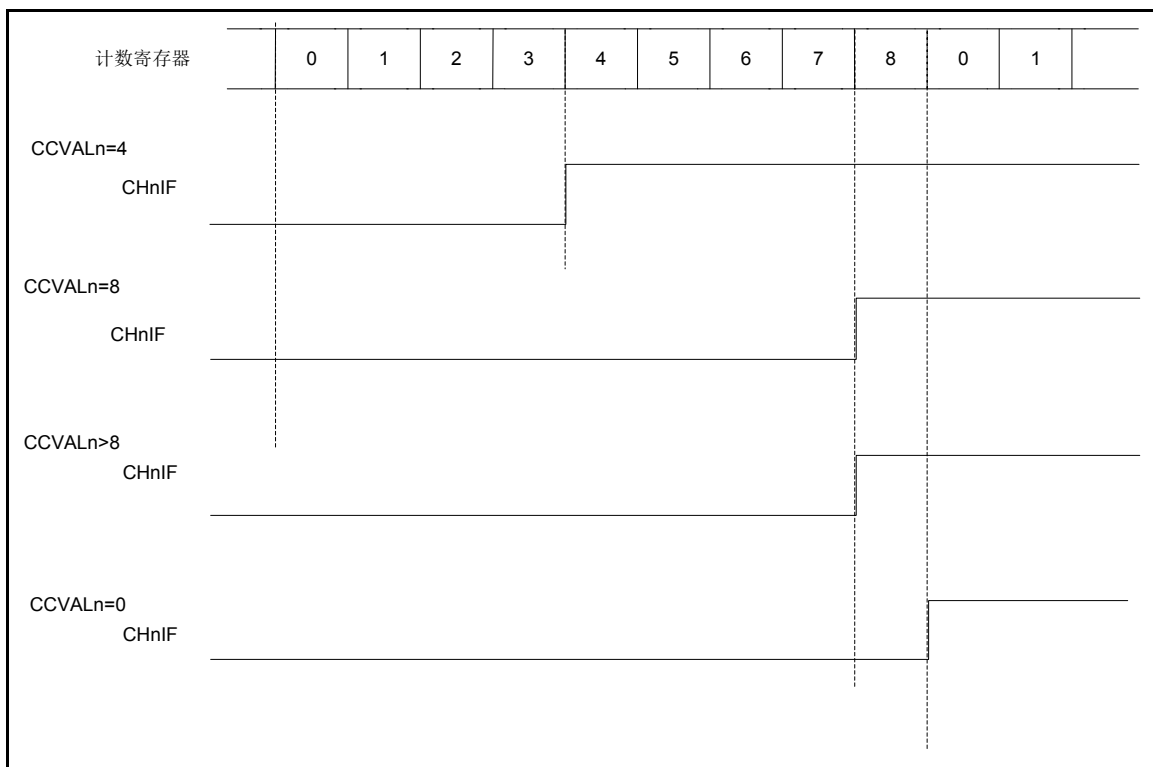 计数寄存器 0 1 2 3 4 5 6 7 8 0 1
CCVALn=4
CHnIF
CCVALn=8
CHnIF
CCVALn>8
CHnIF
CCVALn=0
CHnIF